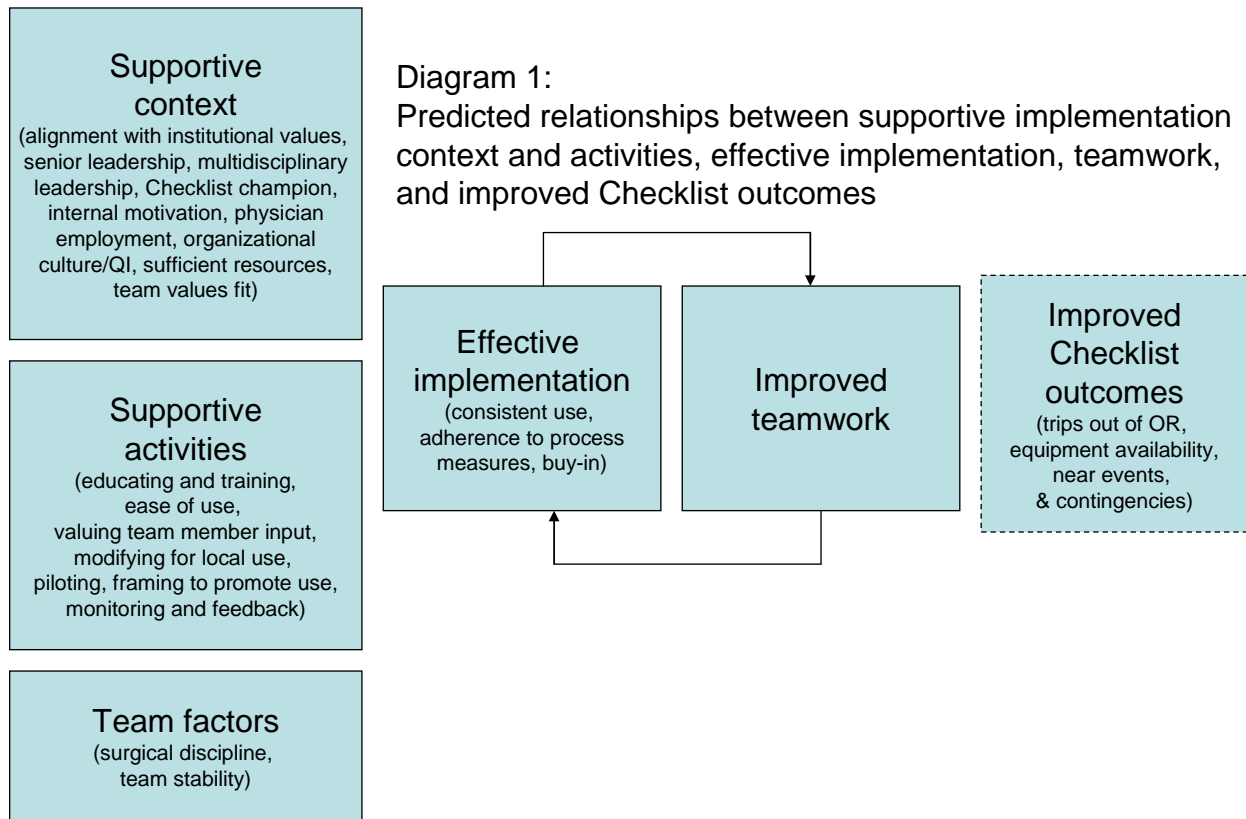 Supportive
context
(alignment with institutional values,
senior leadership, multidisciplinary
leadership, Checklist champion,
internal motivation, physician
employment, organizational
culture/QI, sufficient resources,
team values fit)
Supportive
activities
(educating and training,
ease of use,
valuing team member input,
modifying for local use,
piloting, framing to promote use,
monitoring and feedback)
Team factors
(surgical discipline,
team stability)
Diagram 1:
Predicted relationships between supportive implementation
context and activities, effective implementation, teamwork,
and improved Checklist outcomes
Effective
implementation
(consistent use,
adherence to process
measures, buy-in)
Improved
teamwork
Improved
Checklist
outcomes
(trips out of OR,
equipment availability,
near events,
& contingencies)